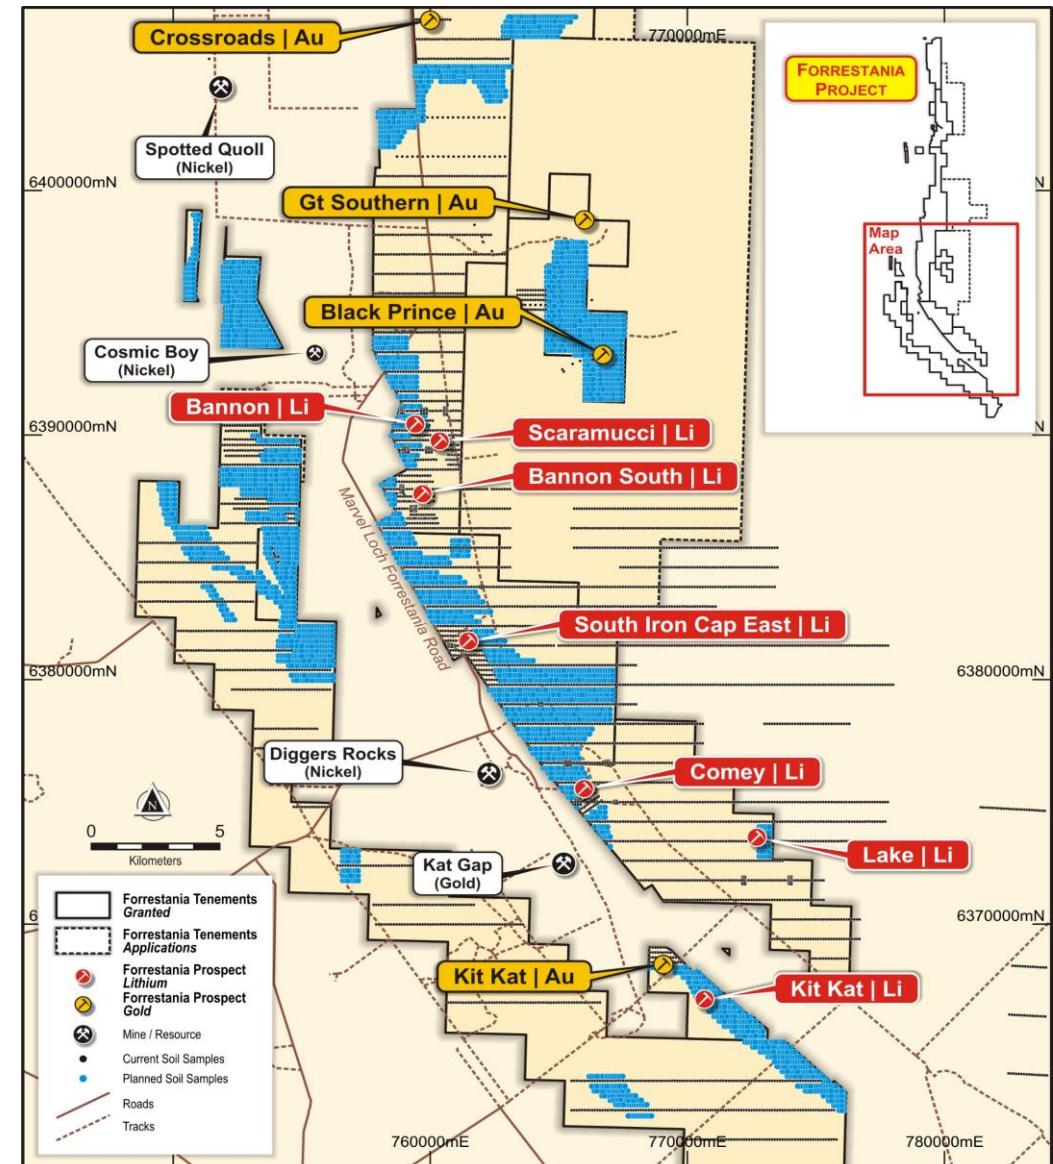 Crossroads | Au
770000mE
FORRESTANIA
PROJECT
Spotted Quoll
(Nickel)
6400000mN
N
Gt Southern | Au
Map
Area
Black Prince | Au
Cosmic Boy
(Nickel)
Bannon | Li
Scaramucci | Li
6390000mN
N
Bannon South | Li
Marvel Loch Forrestania Road
South Iron Cap East | Li
6380000mN
6380000mN
Diggers Rocks
(Nickel)
Comey | Li
N
0 5
Kilometers
Lake | Li
Kat Gap
(Gold)
Forrestania Tenements
Granted
Forrestania Tenements
Applications
6
6370000mN
Forrestania Prospect
Lithium
Forrestania Prospect
Gold
Kit Kat | Au
Kit Kat | Li
Mine / Resource
Current Soil Samples
Planned Soil Samples
Roads
Tracks
760000mE
770000mE
780000mE